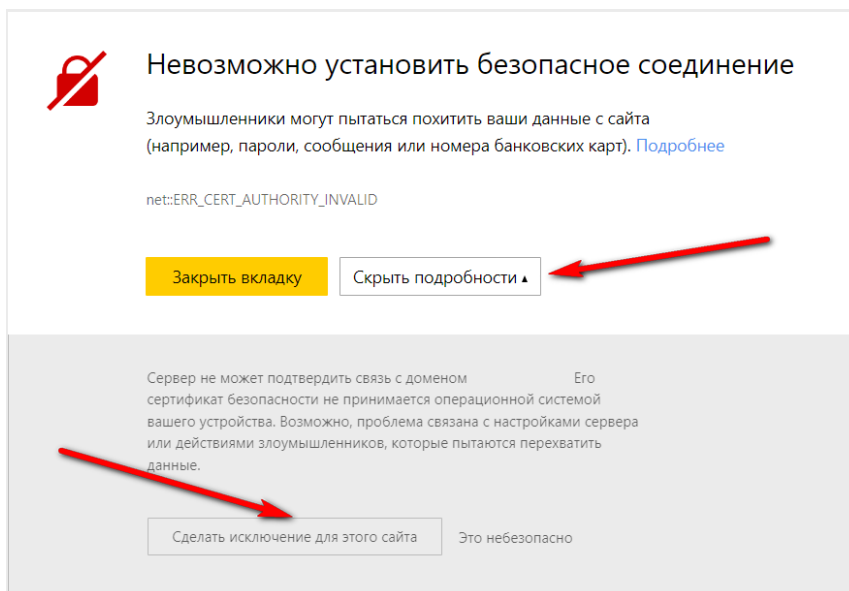 Невозможно установить безопасное соединение
Злоумышленники могут пытаться похитить ваши данные с сайта
(например, пароли, сообщения или номера банковских карт). Подробнее
net::ERR_CERT_AUTHORITY_INVALID
Закрыть вкладку Скрыть подробности ▴
Сервер не может подтвердить связь с доменом Его
сертификат безопасности не принимается операционной системой
вашего устройства. Возможно, проблема связана с настройками сервера
или действиями злоумышленников, которые пытаются перехватить
данные.
Сделать исключение для этого сайта Это небезопасно